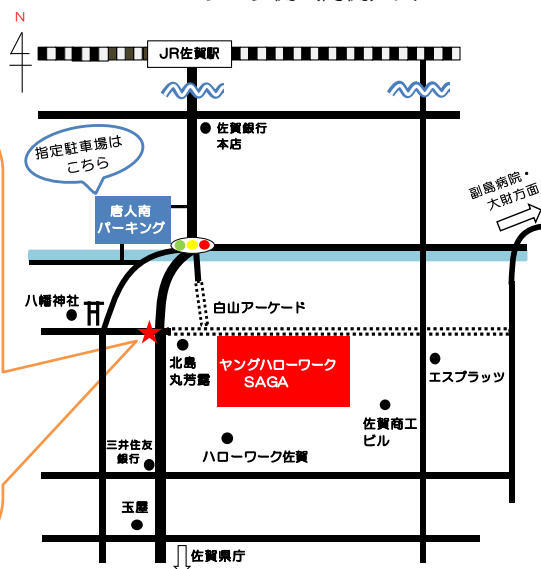 N
JR佐賀駅
佐賀銀行
本店
指定駐車場は
こちら
副島病院・
大財方面
唐人南
パーキング
八幡神社
白山アーケード
北島
丸芳露
ヤングハローワーク
SAGA
エスプラッツ
佐賀商工
ビル
三井住友
銀行
ハローワーク佐賀
玉屋
佐賀県庁